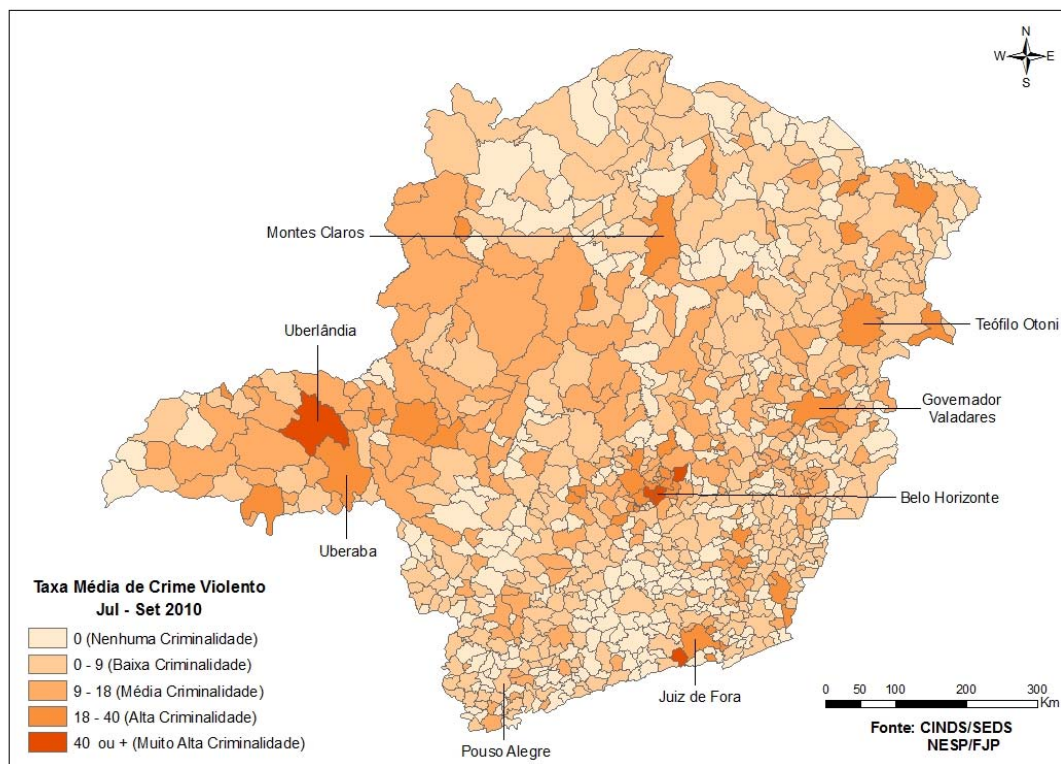 N
W E
S
Montes Claros
Uberlândia
Teófilo Otoni
Governador
Valadares
Belo Horizonte
Uberaba
Taxa Média de Crime Violento
Jul - Set 2010
0 (Nenhuma Criminalidade)
0 - 9 (Baixa Criminalidade)
9 - 18 (Média Criminalidade)
18 - 40 (Alta Criminalidade)
40 ou + (Muito Alta Criminalidade)
Juiz de Fora
Pouso Alegre
0 50 100 200 300
Km
Fonte: CINDS/SEDS
NESP/FJP